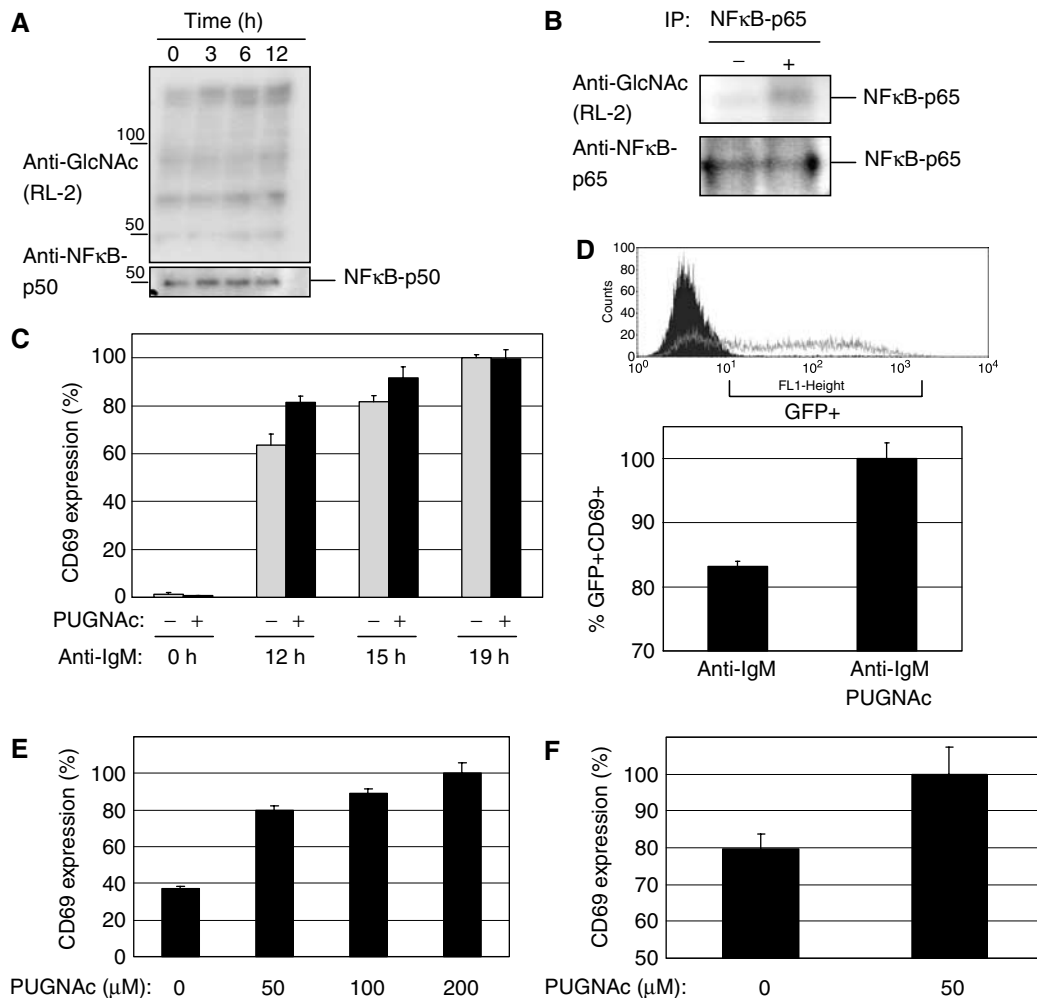 A
Time (h)
0 3 6 12
100
Anti-GlcNAc
(RL-2)
50
Anti-NFκB-
p50
50
NFκB-p50
B
IP: NFκB-p65
− +
Anti-GlcNAc
(RL-2)
NFκB-p65
Anti-NFκB-
p65
NFκB-p65
C
CD69 expression (%)
100
80
60
40
20
0
PUGNAc: − + − + − + − +
Anti-IgM: 0 h 12 h 15 h 19 h
D
Counts
100
80
60
40
20
0
10⁰ 10¹ 10² 10³ 10⁴
FL1-Height
GFP+
% GFP+CD69+
100
90
80
70
Anti-IgM Anti-IgM
PUGNAc
E
CD69 expression (%)
100
80
60
40
20
0
PUGNAc (μM): 0 50 100 200
F
CD69 expression (%)
100
90
80
70
60
50
PUGNAc (μM): 0 50